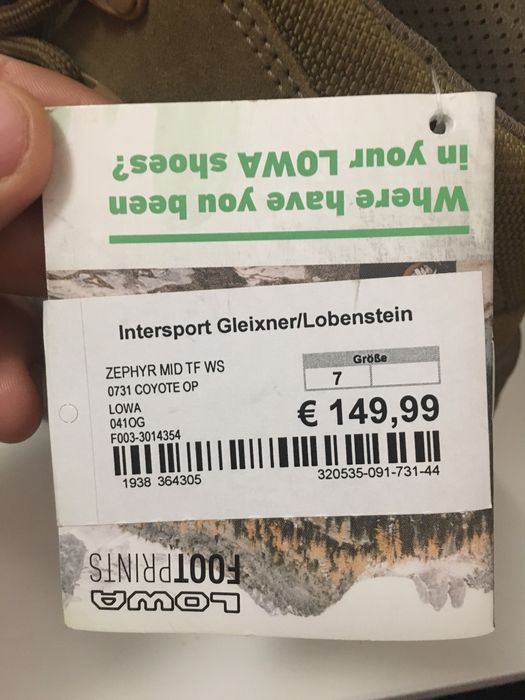 Where have you been
in your LOWA shoes?
Intersport Gleixner/Lobenstein
ZEPHYR MID TF WS
0731 COYOTE OP
LOWA
041OG
F003-3014354
Größe
7
€ 149,99
1938 364305
320535-091-731-44
LOWA
FOOTPRINTS